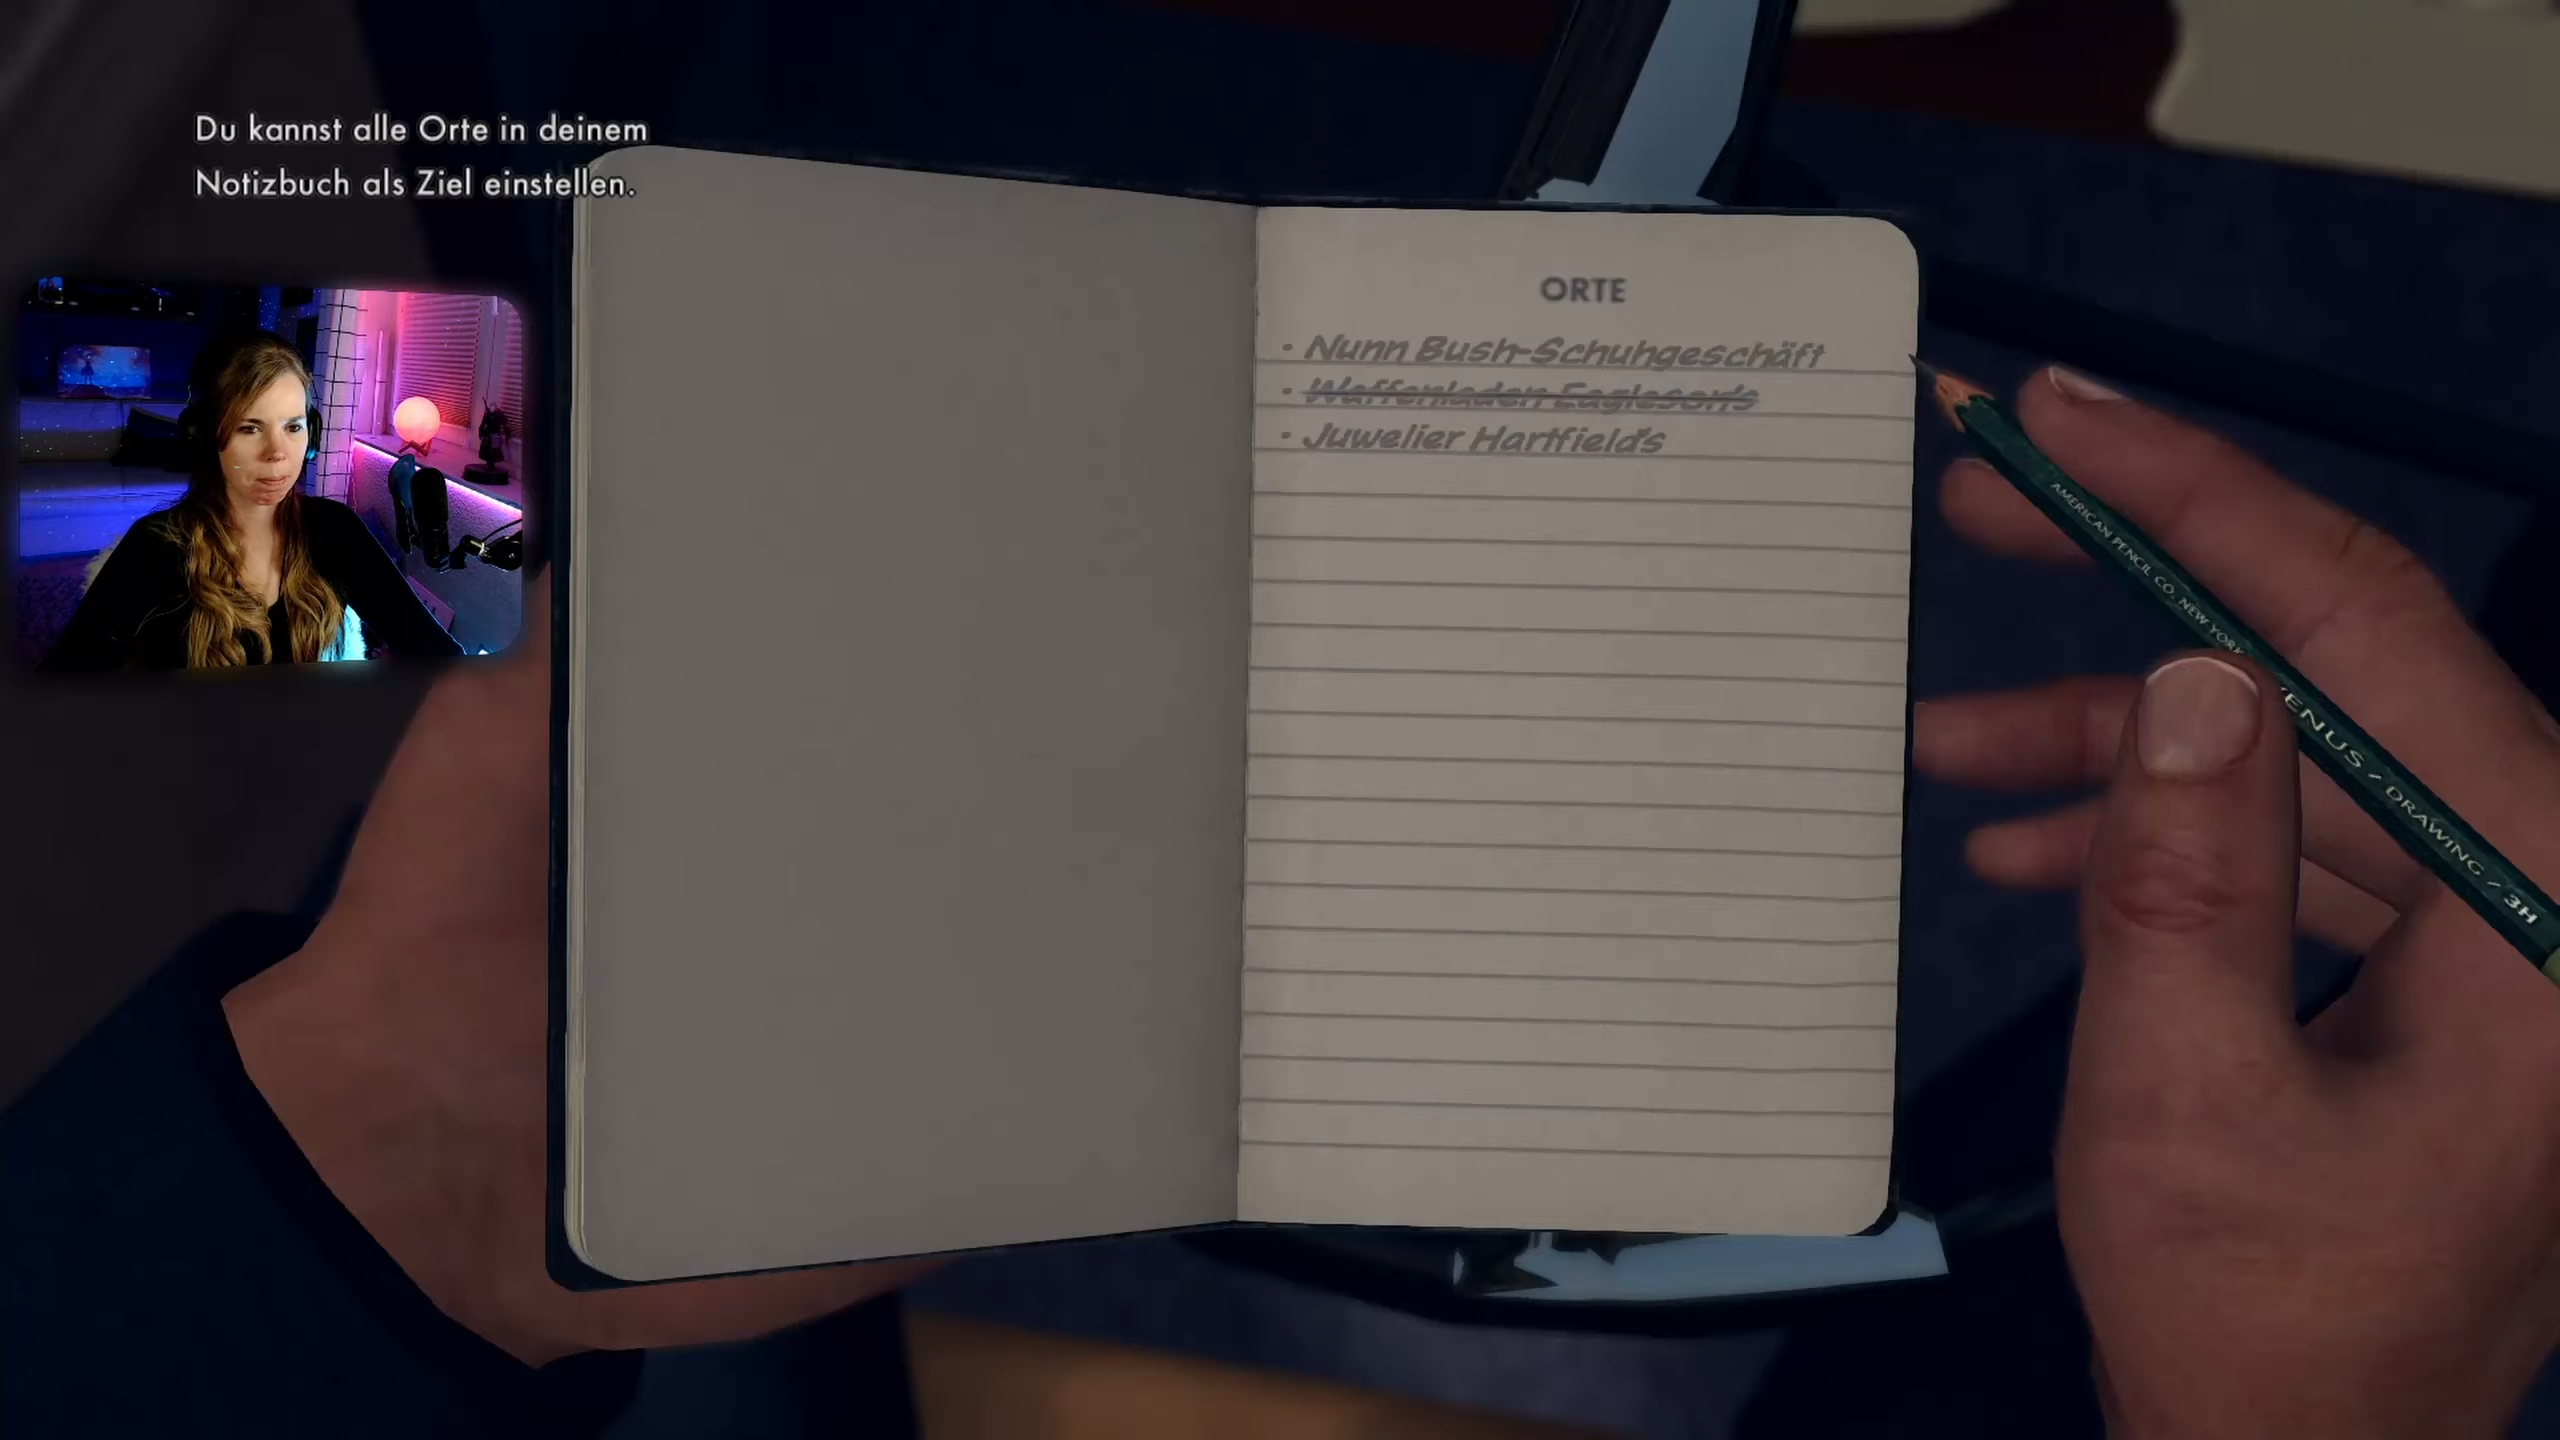 Du kannst alle Orte in deinem
Notizbuch als Ziel einstellen.
ORTE
• Nunn Bush-Schuhgeschäft
• Waffenladen Eagleson's
• Juwelier Hartfield's
AMERICAN PENCIL CO. NEW YORK
VENUS / DRAWING / 3H